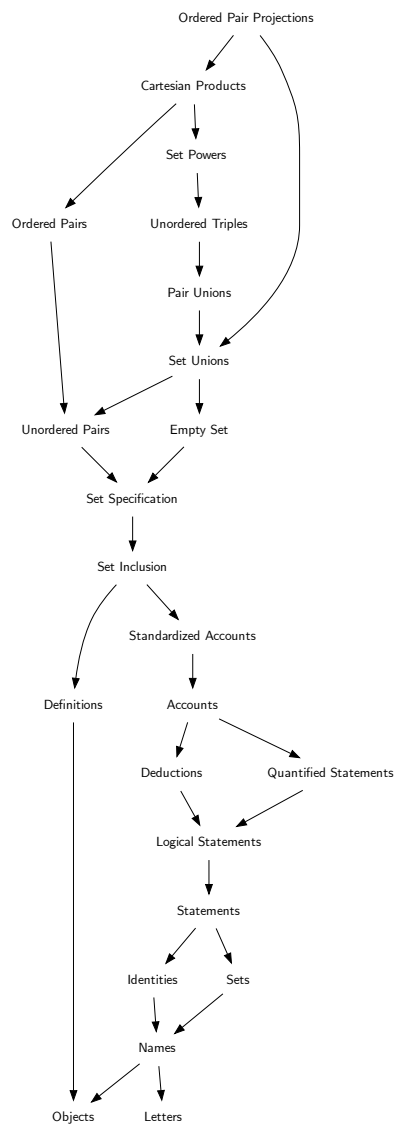 Ordered Pair Projections
Cartesian Products
Set Powers
Ordered Pairs
Unordered Triples
Pair Unions
Set Unions
Unordered Pairs
Empty Set
Set Specification
Set Inclusion
Standardized Accounts
Definitions
Accounts
Deductions
Quantified Statements
Logical Statements
Statements
Identities
Sets
Names
Objects
Letters